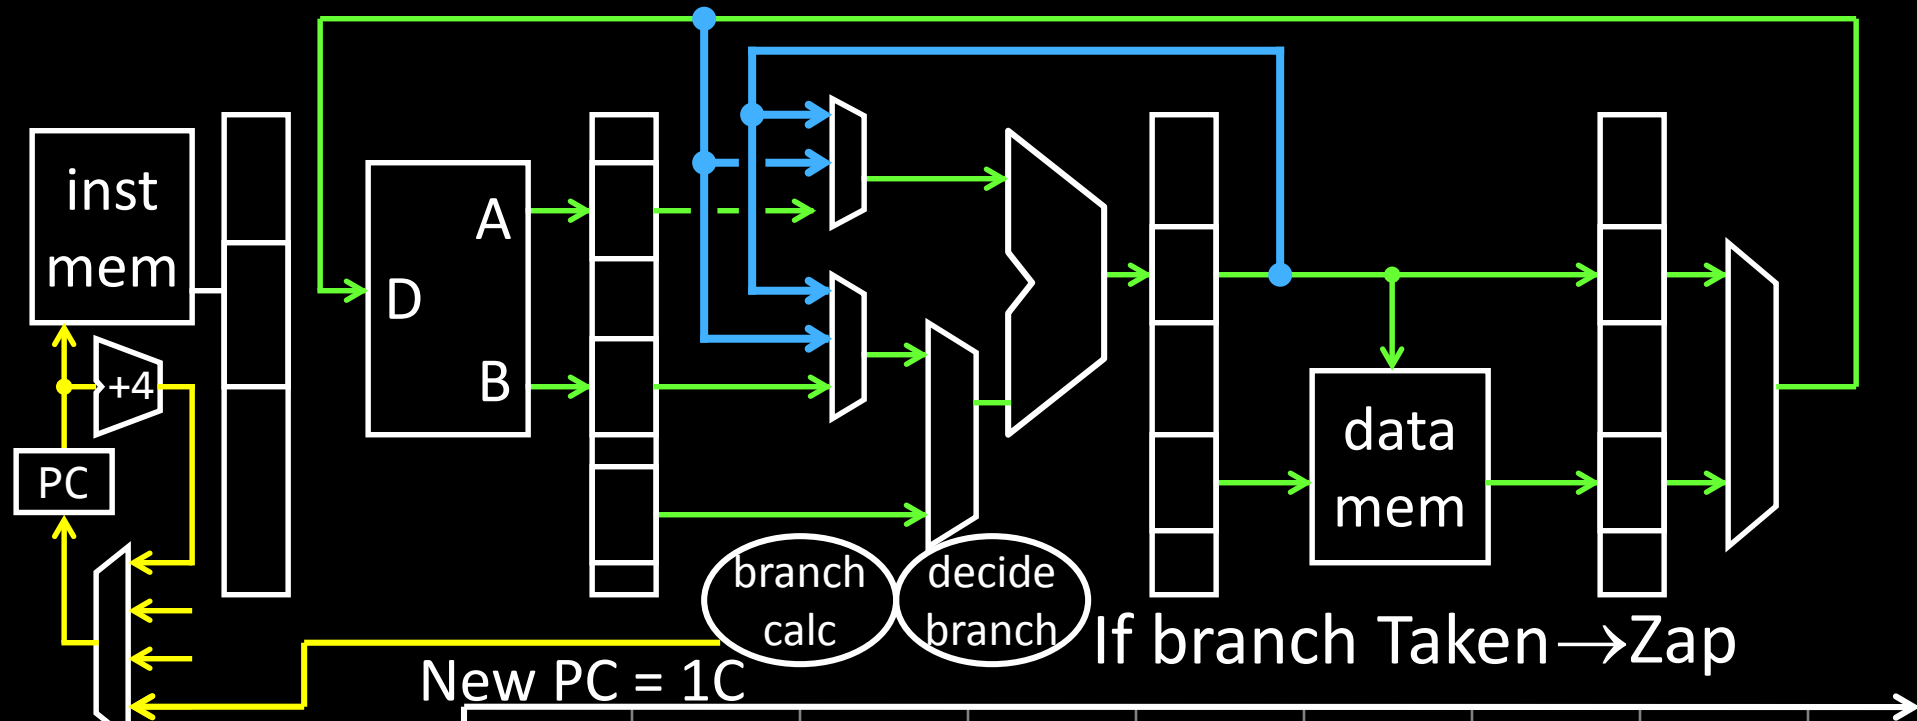 inst
mem
A
D
B
+4
PC
data
mem
branch
calc
decide
branch
If branch Taken→Zap
New PC = 1C